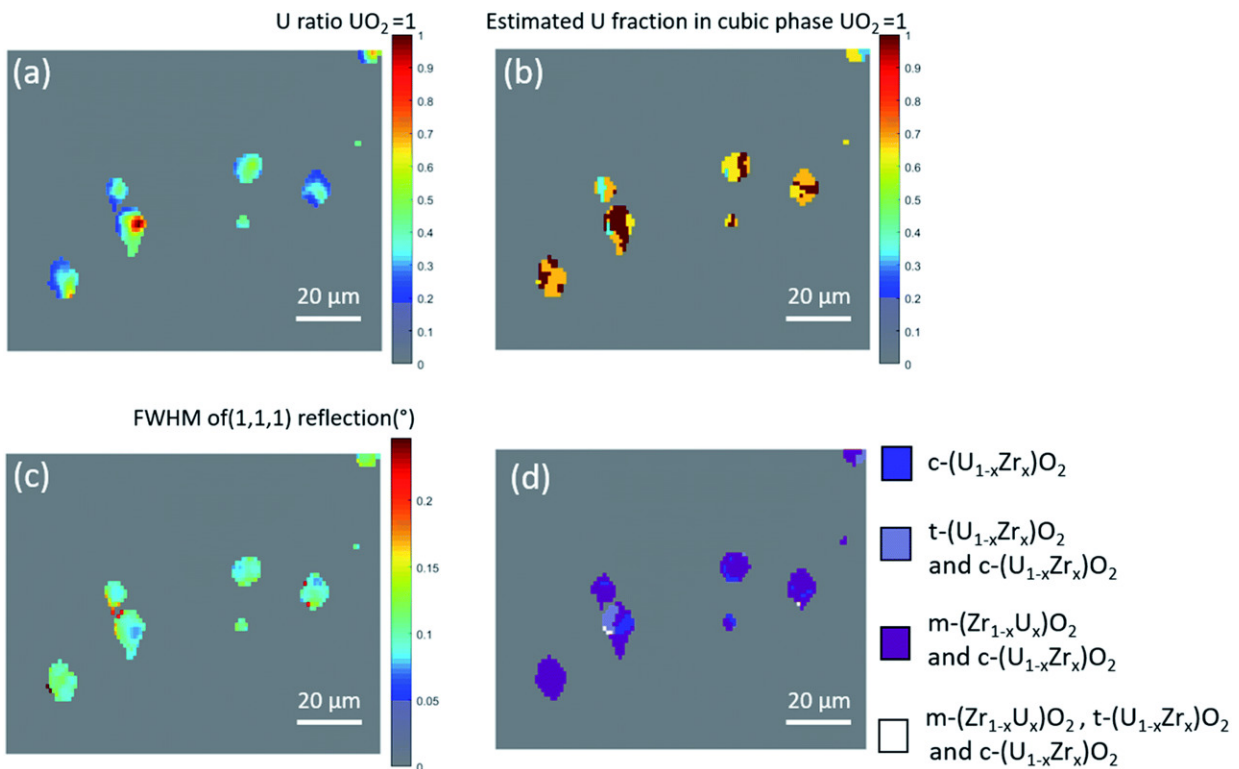 U ratio UO₂=1
(a)
1
0.9
0.8
0.7
0.6
0.5
0.4
0.3
0.2
0.1
0
20 µm
Estimated U fraction in cubic phase UO₂=1
(b)
1
0.9
0.8
0.7
0.6
0.5
0.4
0.3
0.2
0.1
0
20 µm
FWHM of(1,1,1) reflection(°)
(c)
0.2
0.15
0.1
0.05
0
20 µm
(d)
20 µm
c-(U₁₋ₓZrₓ)O₂
t-(U₁₋ₓZrₓ)O₂
and c-(U₁₋ₓZrₓ)O₂
m-(Zr₁₋ₓUₓ)O₂
and c-(U₁₋ₓZrₓ)O₂
m-(Zr₁₋ₓUₓ)O₂ , t-(U₁₋ₓZrₓ)O₂
and c-(U₁₋ₓZrₓ)O₂